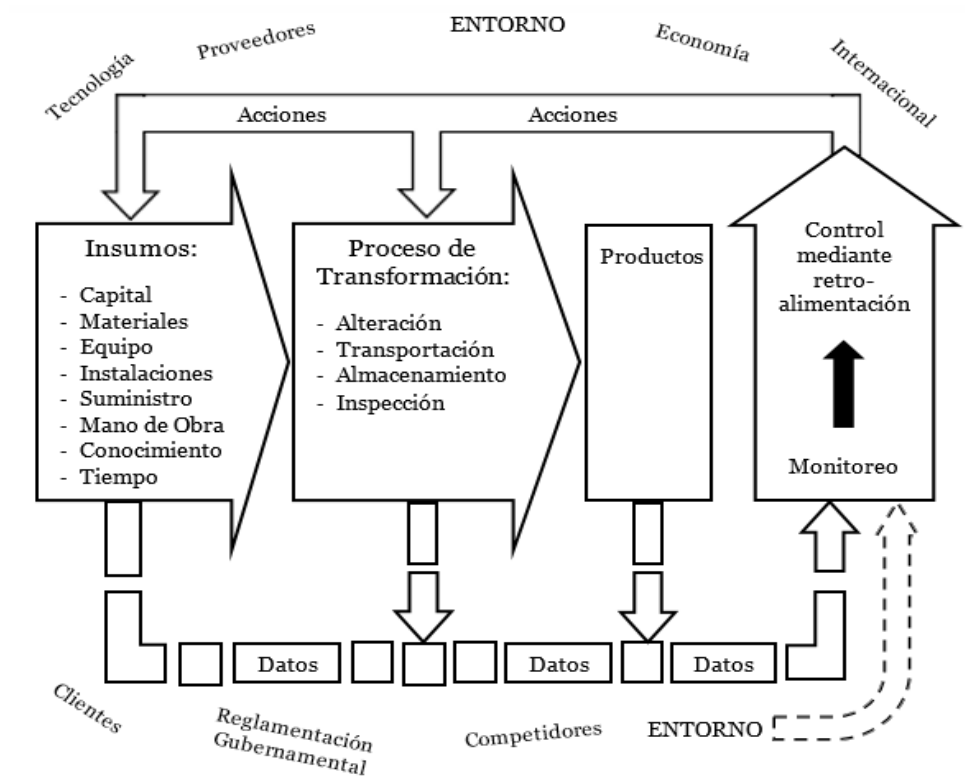 ENTORNO
Tecnología
Proveedores
Economía
Internacional
Acciones
Acciones
Insumos:
- Capital
- Materiales
- Equipo
- Instalaciones
- Suministro
- Mano de Obra
- Conocimiento
- Tiempo
Proceso de
Transformación:
- Alteración
- Transportación
- Almacenamiento
- Inspección
Productos
Control
mediante
retro-
alimentación
Monitoreo
Datos
Datos
Datos
Clientes
Reglamentación
Gubernamental
Competidores
ENTORNO